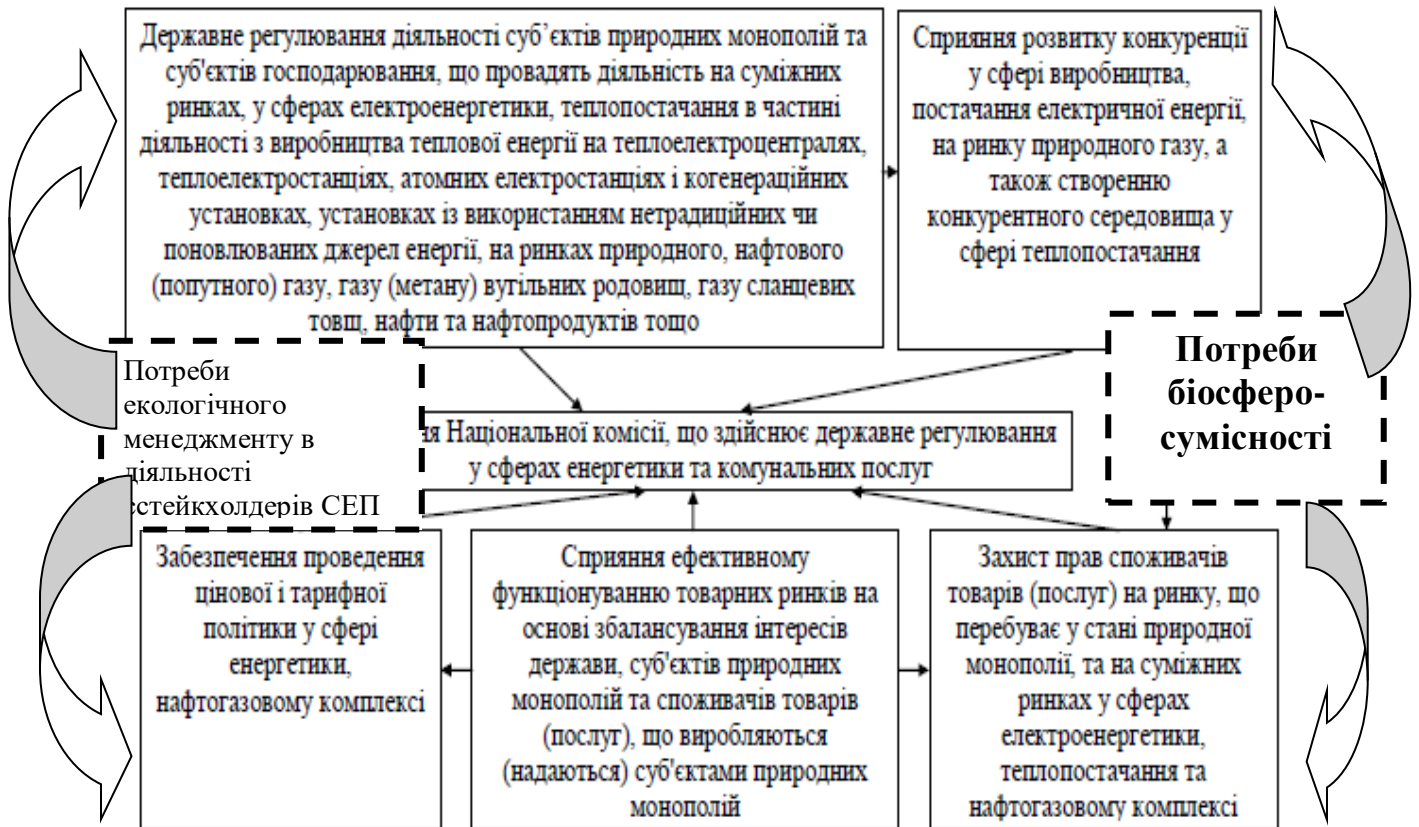 Державне регулювання діяльності суб’єктів природних монополій та
суб'єктів господарювання, що провадять діяльність на суміжних
ринках, у сферах електроенергетики, теплопостачання в частині
діяльності з виробництва теплової енергії на теплоелектроцентралях,
теплоелектростанціях, атомних електростанціях і когенераційних
установках, установках із використанням нетрадиційних чи
поновлюваних джерел енергії, на ринках природного, нафтового
(попутного) газу, газу (метану) вугільних родовищ, газу сланцевих
товщ, нафти та нафтопродуктів тощо
Сприяння розвитку конкуренції
у сфері виробництва,
постачання електричної енергії,
на ринку природного газу, а
також створенню
конкурентного середовища у
сфері теплопостачання
Потреби
екологічного
менеджменту в
діяльності
стейкхолдерів СЕП
Потреби
біосферо-
сумісності
ня Національної комісії, що здійснює державне регулювання
у сферах енергетики та комунальних послуг
Забезпечення проведення
цінової і тарифної
політики у сфері
енергетики,
нафтогазовому комплексі
Сприяння ефективному
функціонуванню товарних ринків на
основі збалансування інтересів
держави, суб'єктів природних
монополій та споживачів товарів
(послуг), що виробляються
(надаються) суб'єктами природних
монополій
Захист прав споживачів
товарів (послуг) на ринку, що
перебуває у стані природної
монополії, та на суміжних
ринках у сферах
електроенергетики,
теплопостачання та
нафтогазовому комплексі